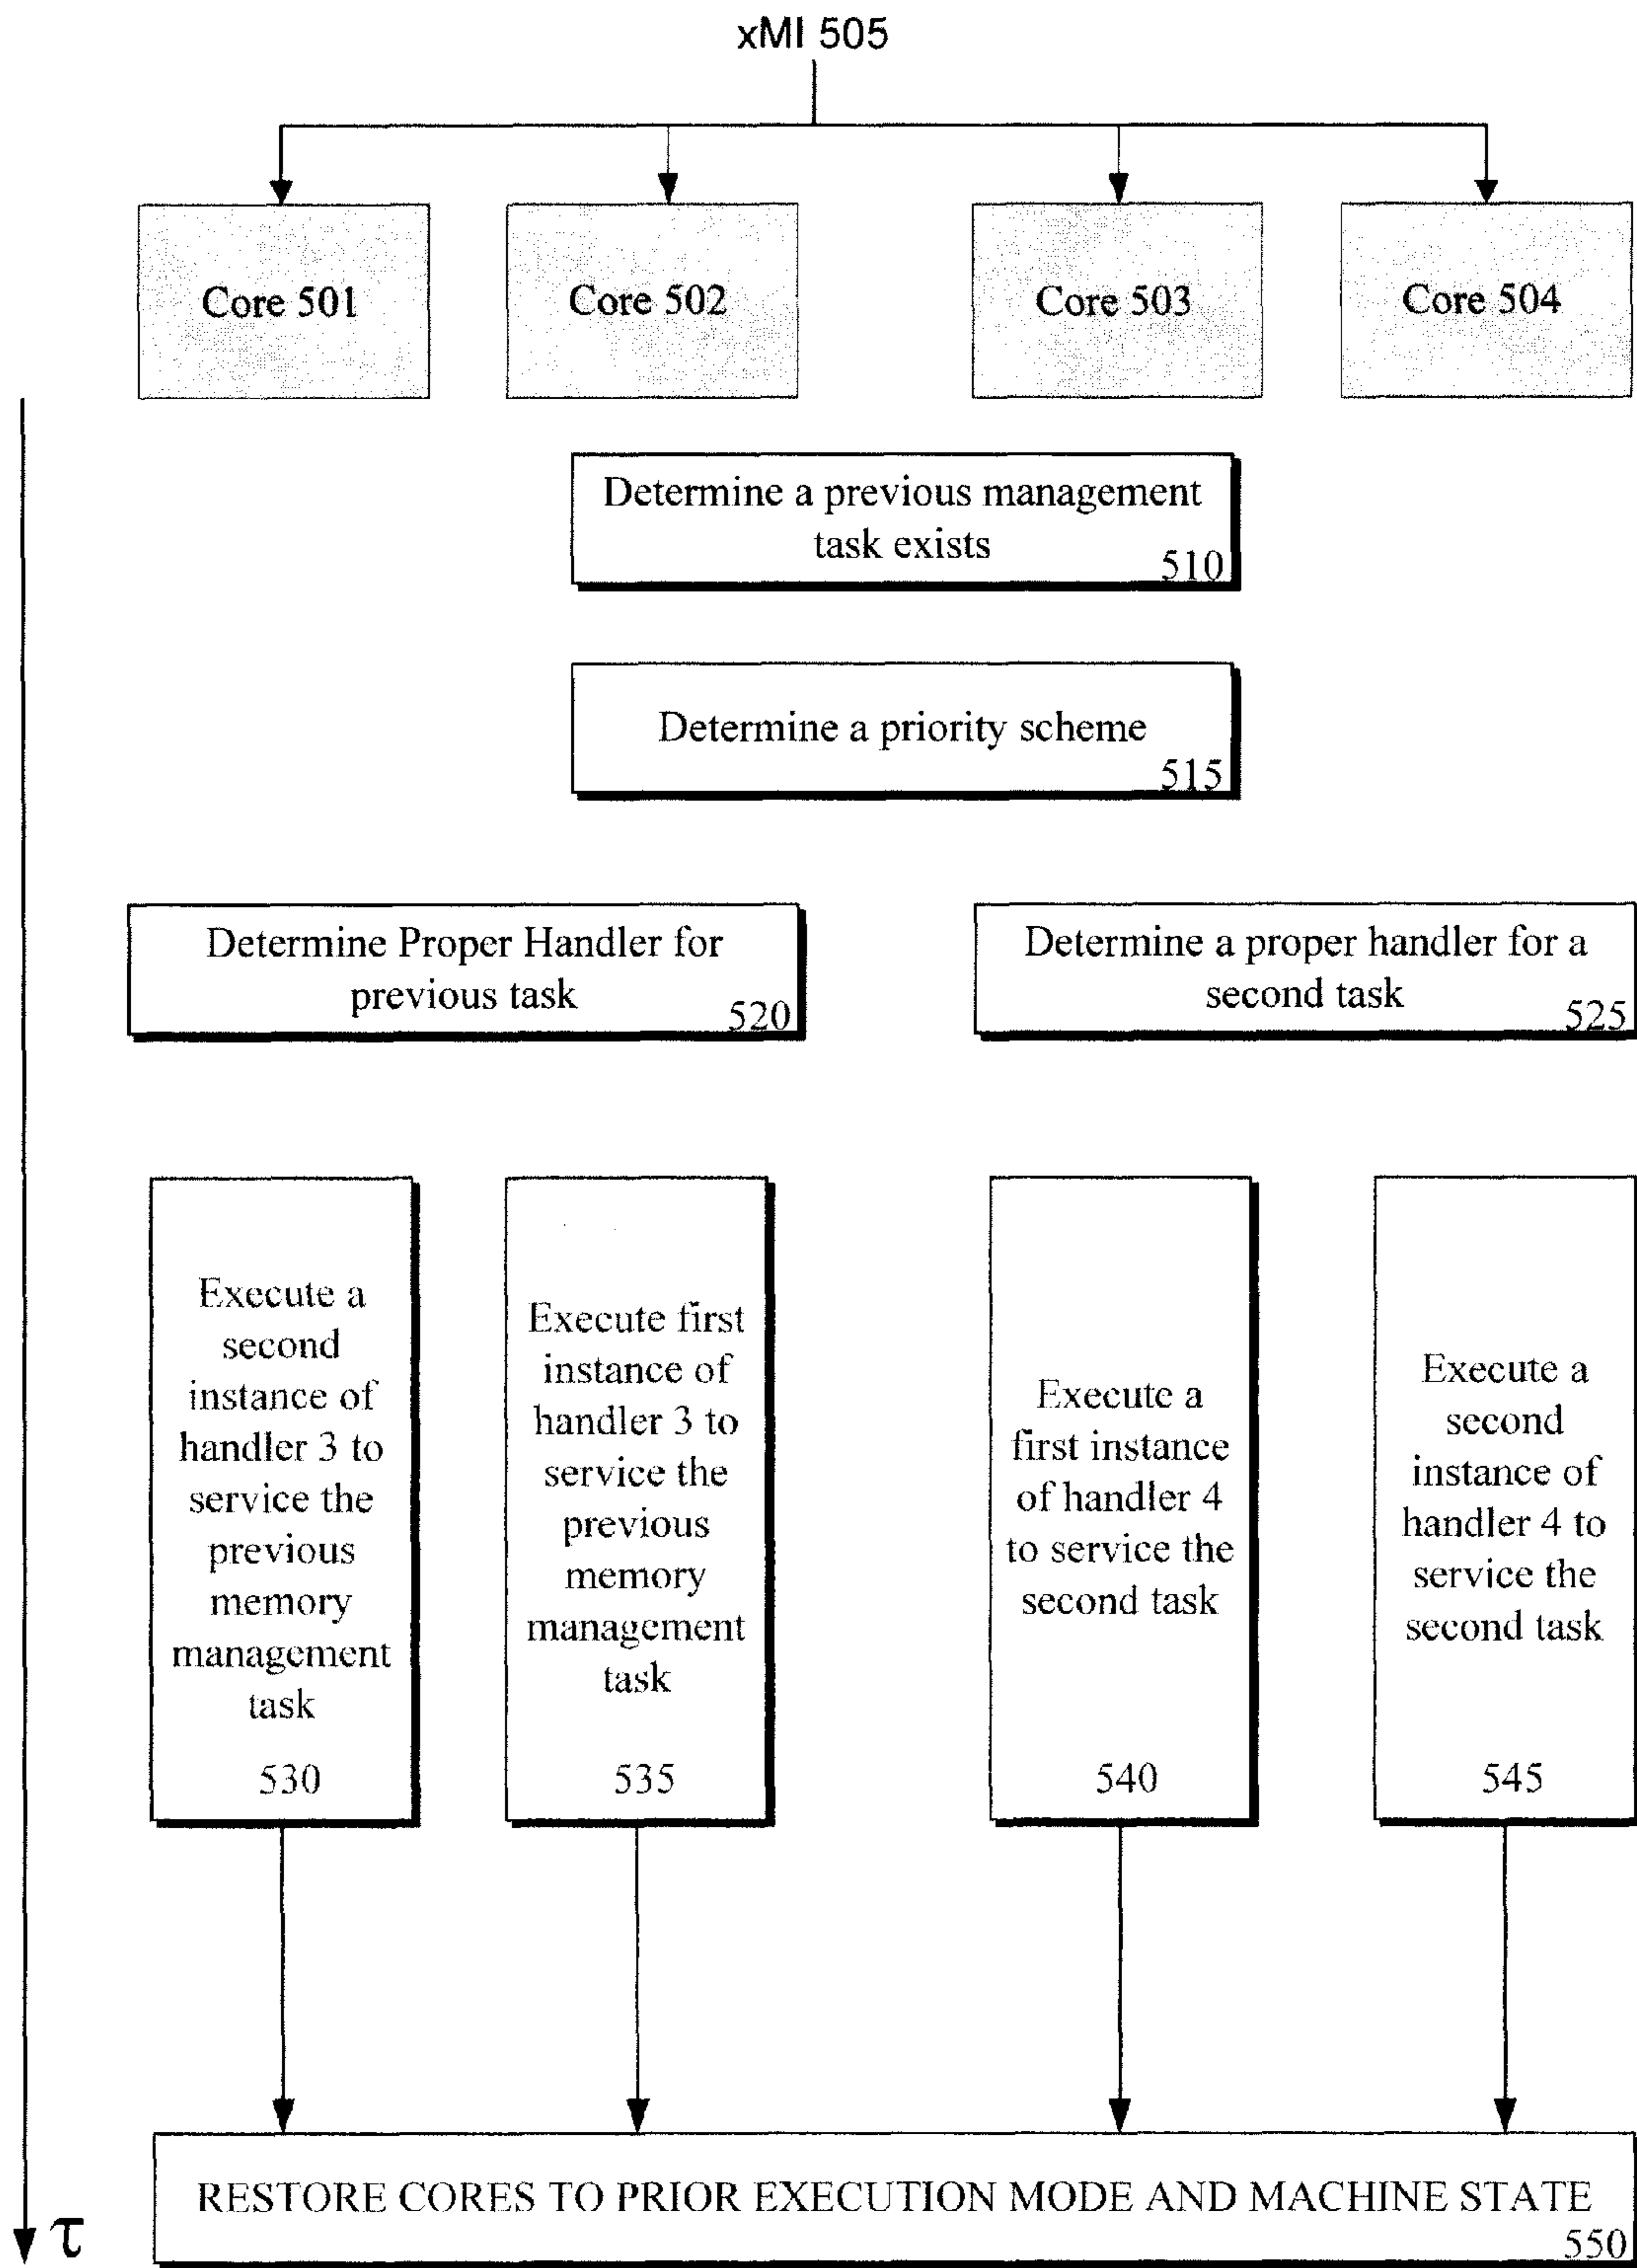 xMI 505
Core 501
Core 502
Core 503
Core 504
Determine a previous management
task exists
510
Determine a priority scheme
515
Determine Proper Handler for
previous task
520
Determine a proper handler for a
second task
525
Execute a
second
instance of
handler 3 to
service the
previous
memory
management
task
530
Execute first
instance of
handler 3 to
service the
previous
memory
management
task
535
Execute a
first instance
of handler 4
to service the
second task
540
Execute a
second
instance of
handler 4 to
service the
second task
545
RESTORE CORES TO PRIOR EXECUTION MODE AND MACHINE STATE
550
τ